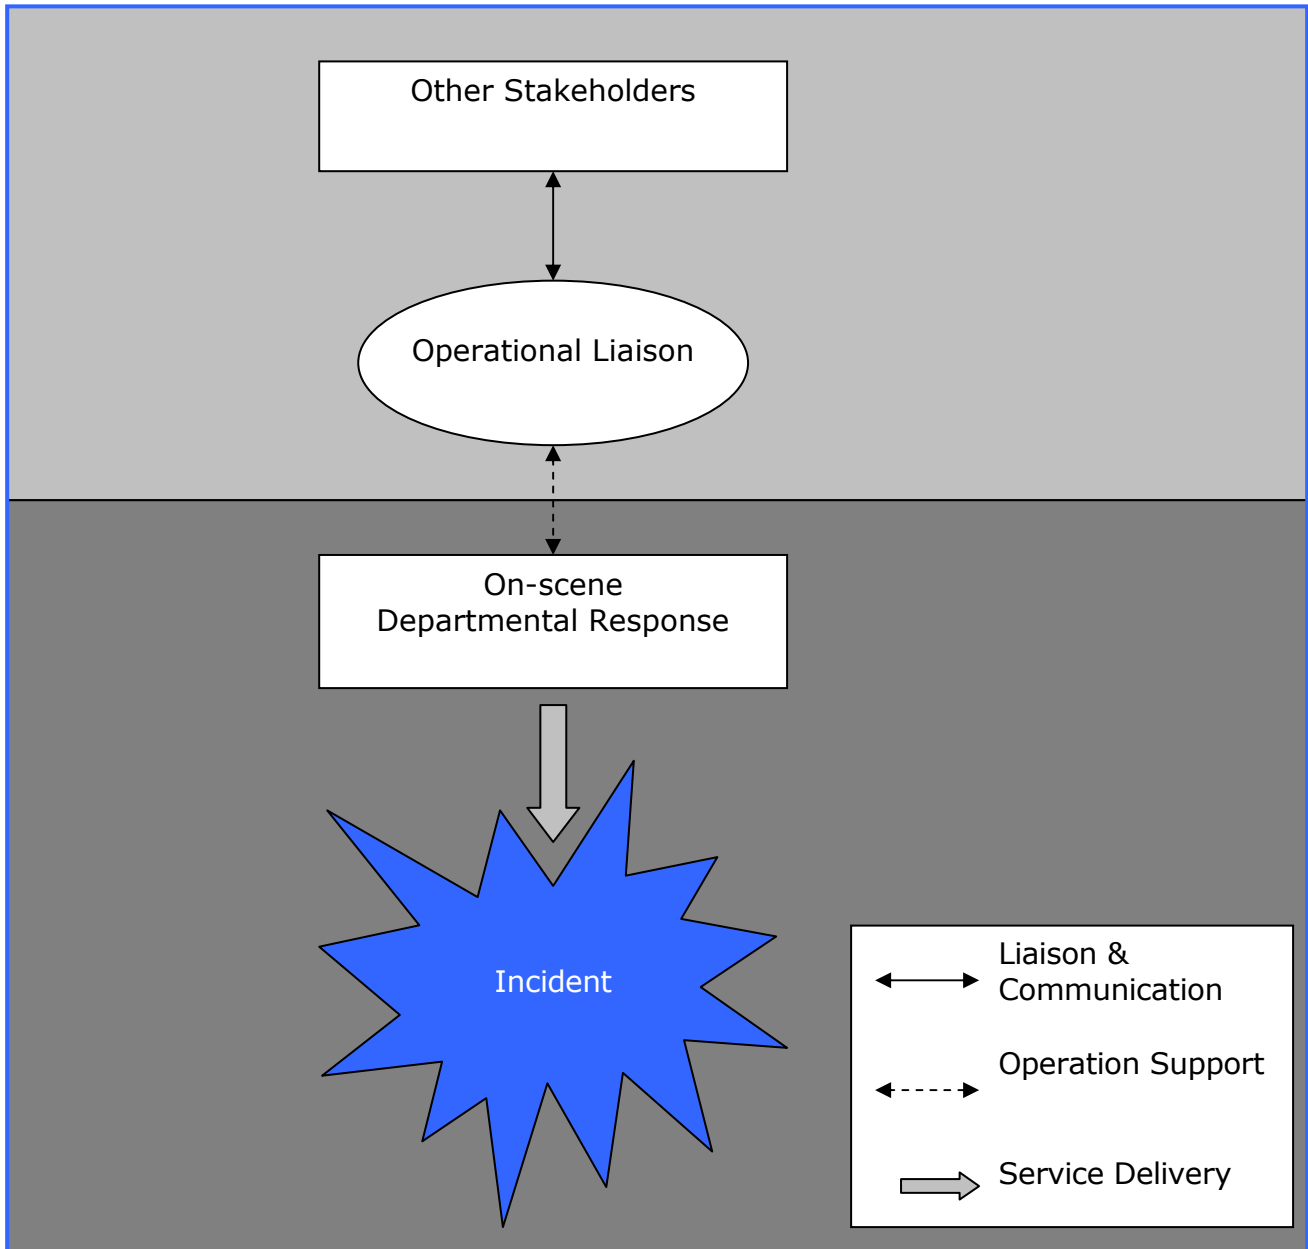 Other Stakeholders
Operational Liaison
On-scene
Departmental Response
Incident
Liaison &
Communication
Operation Support
Service Delivery